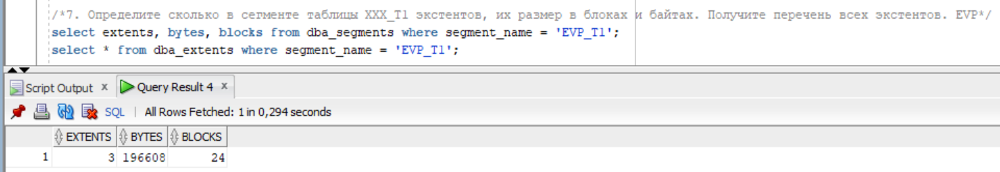 /*7. Определите сколько в сегменте таблицы XXX_T1 экстентов, их размер в блоках и байтах. Получите перечень всех экстентов. EVP*/
select extents, bytes, blocks from dba_segments where segment_name = 'EVP_T1';
select * from dba_extents where segment_name = 'EVP_T1';
Script Output x Query Result 4 x
SQL | All Rows Fetched: 1 in 0,294 seconds
EXTENTS BYTES BLOCKS
1 3 196608 24